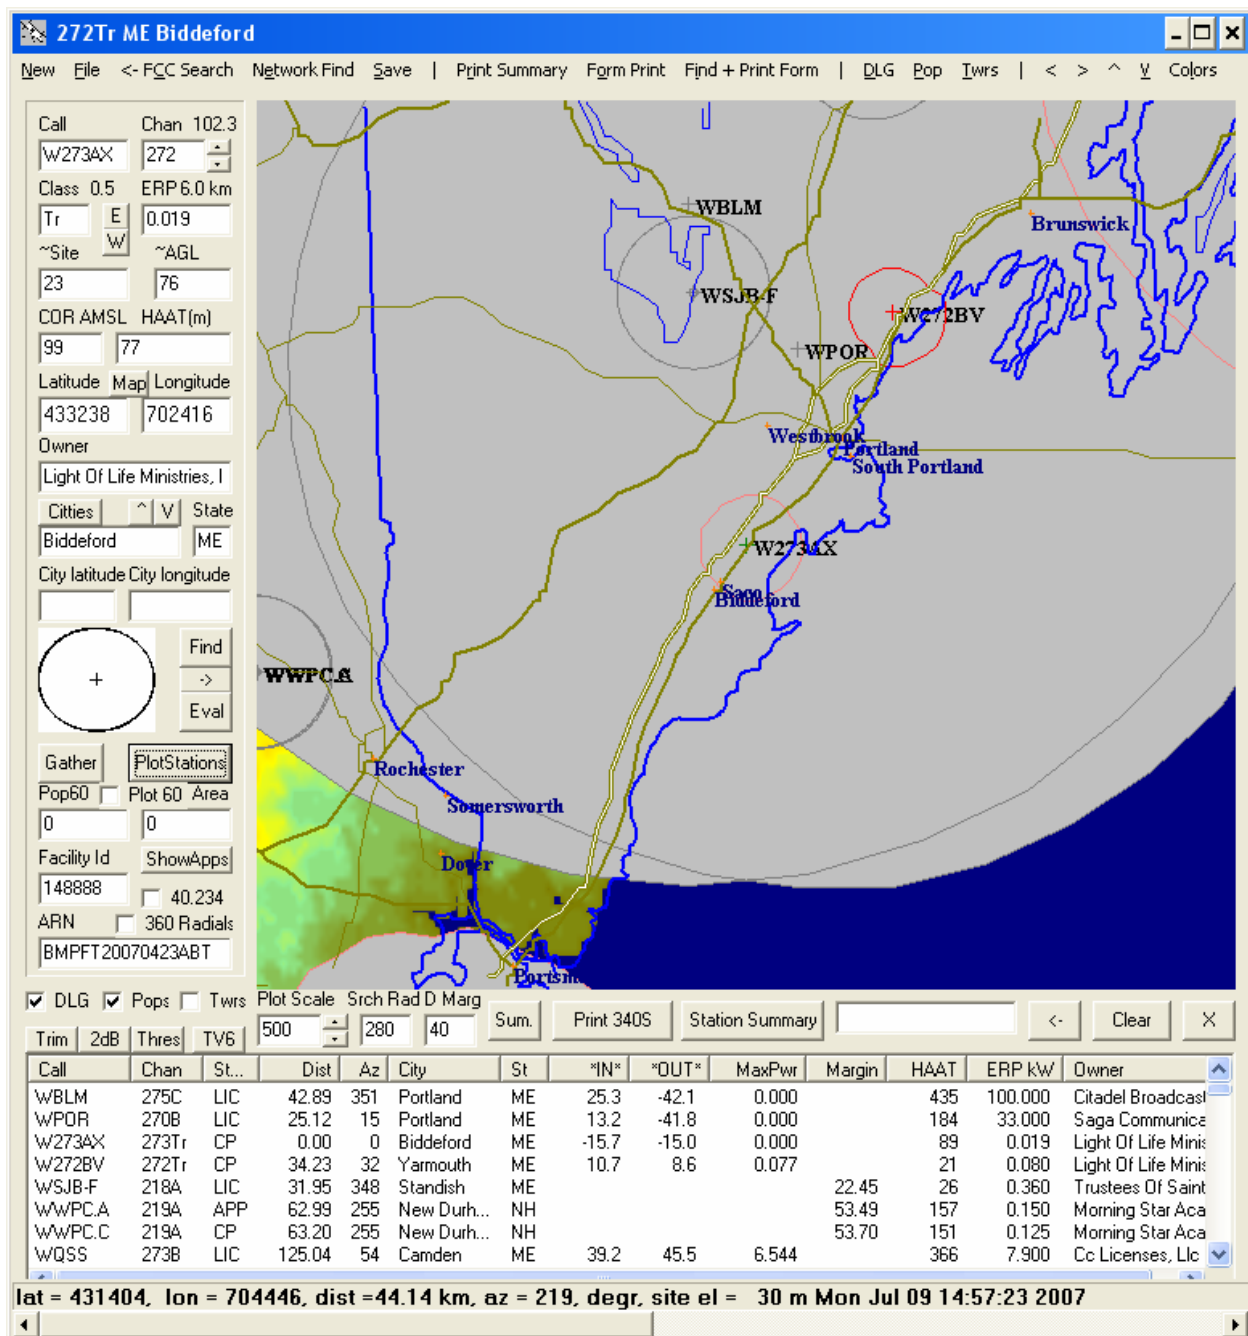 272Tr ME Biddeford
New File <- FCC Search Network Find Save | Print Summary Form Print Find + Print Form | DLG Pop Twrs | < > ^ V Colors
Call Chan 102.3
W273AX 272
Class 0.5 ERP 6.0 km
Tr E 0.019
W
~Site ~AGL
23 76
COR AMSL HAAT(m)
99 77
Latitude Map Longitude
433238 702416
Owner
Light Of Life Ministries, I
Citties ^ V State
Biddeford ME
City latitude City longitude
Find
->
Eval
Gather PlotStations
Pop60 Plot 60 Area
0 0
Facility Id ShowApps
148888 40.234
ARN 360 Radials
BMPFT20070423ABT
WBLM
Brunswick
WSJB-F
W272BV
WPOR
Westbrook
Portland
South Portland
W273AX
Saco
Biddeford
Rochester
Somersworth
Dover
Portsm
DLG Pops Twrs Plot Scale Srch Rad D Marg
500 280 40 Sum. Print 340S Station Summary <- Clear X
Trim 2dB Thres TV6
Call Chan St... Dist Az City St *IN* *OUT* MaxPwr Margin HAAT ERP kW Owner
WBLM 275C LIC 42.89 351 Portland ME 25.3 -42.1 0.000 435 100.000 Citadel Broadcast
WPOR 270B LIC 25.12 15 Portland ME 13.2 -41.8 0.000 184 33.000 Saga Communica
W273AX 273Tr CP 0.00 0 Biddeford ME -15.7 -15.0 0.000 89 0.019 Light Of Life Minis
W272BV 272Tr CP 34.23 32 Yarmouth ME 10.7 8.6 0.077 21 0.080 Light Of Life Minis
WSJB-F 218A LIC 31.95 348 Standish ME 22.45 26 0.360 Trustees Of Saint
WWPC.A 219A APP 62.99 255 New Durh... NH 53.49 157 0.150 Morning Star Aca
WWPC.C 219A CP 63.20 255 New Durh... NH 53.70 151 0.125 Morning Star Aca
WQSS 273B LIC 125.04 54 Camden ME 39.2 45.5 6.544 366 7.900 Cc Licenses, Llc
lat = 431404, lon = 704446, dist =44.14 km, az = 219, degr, site el = 30 m Mon Jul 09 14:57:23 2007